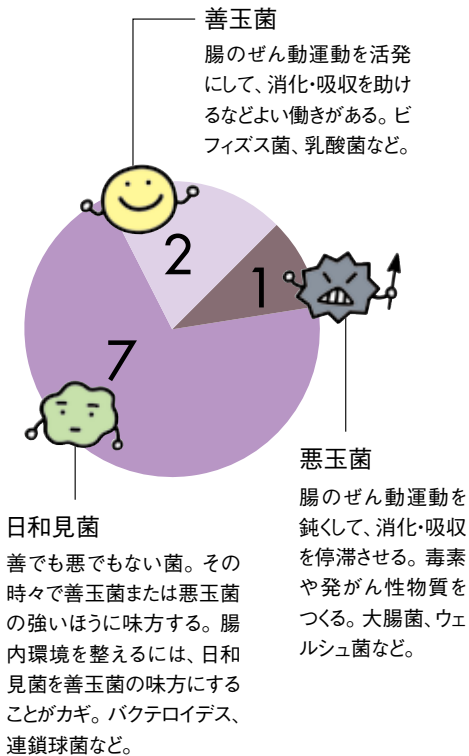 善玉菌
腸のぜん動運動を活発
にして、消化・吸収を助け
るなどよい働きがある。ビ
フィズス菌、乳酸菌など。
2
1
7
悪玉菌
腸のぜん動運動を
鈍くして、消化・吸収
を停滞させる。毒素
や発がん性物質を
つくる。大腸菌、ウェ
ルシュ菌など。
日和見菌
善でも悪でもない菌。その
時々で善玉菌または悪玉菌
の強いほうに味方する。腸
内環境を整えるには、日和
見菌を善玉菌の味方にする
ことがカギ。バクテロイデス、
連鎖球菌など。